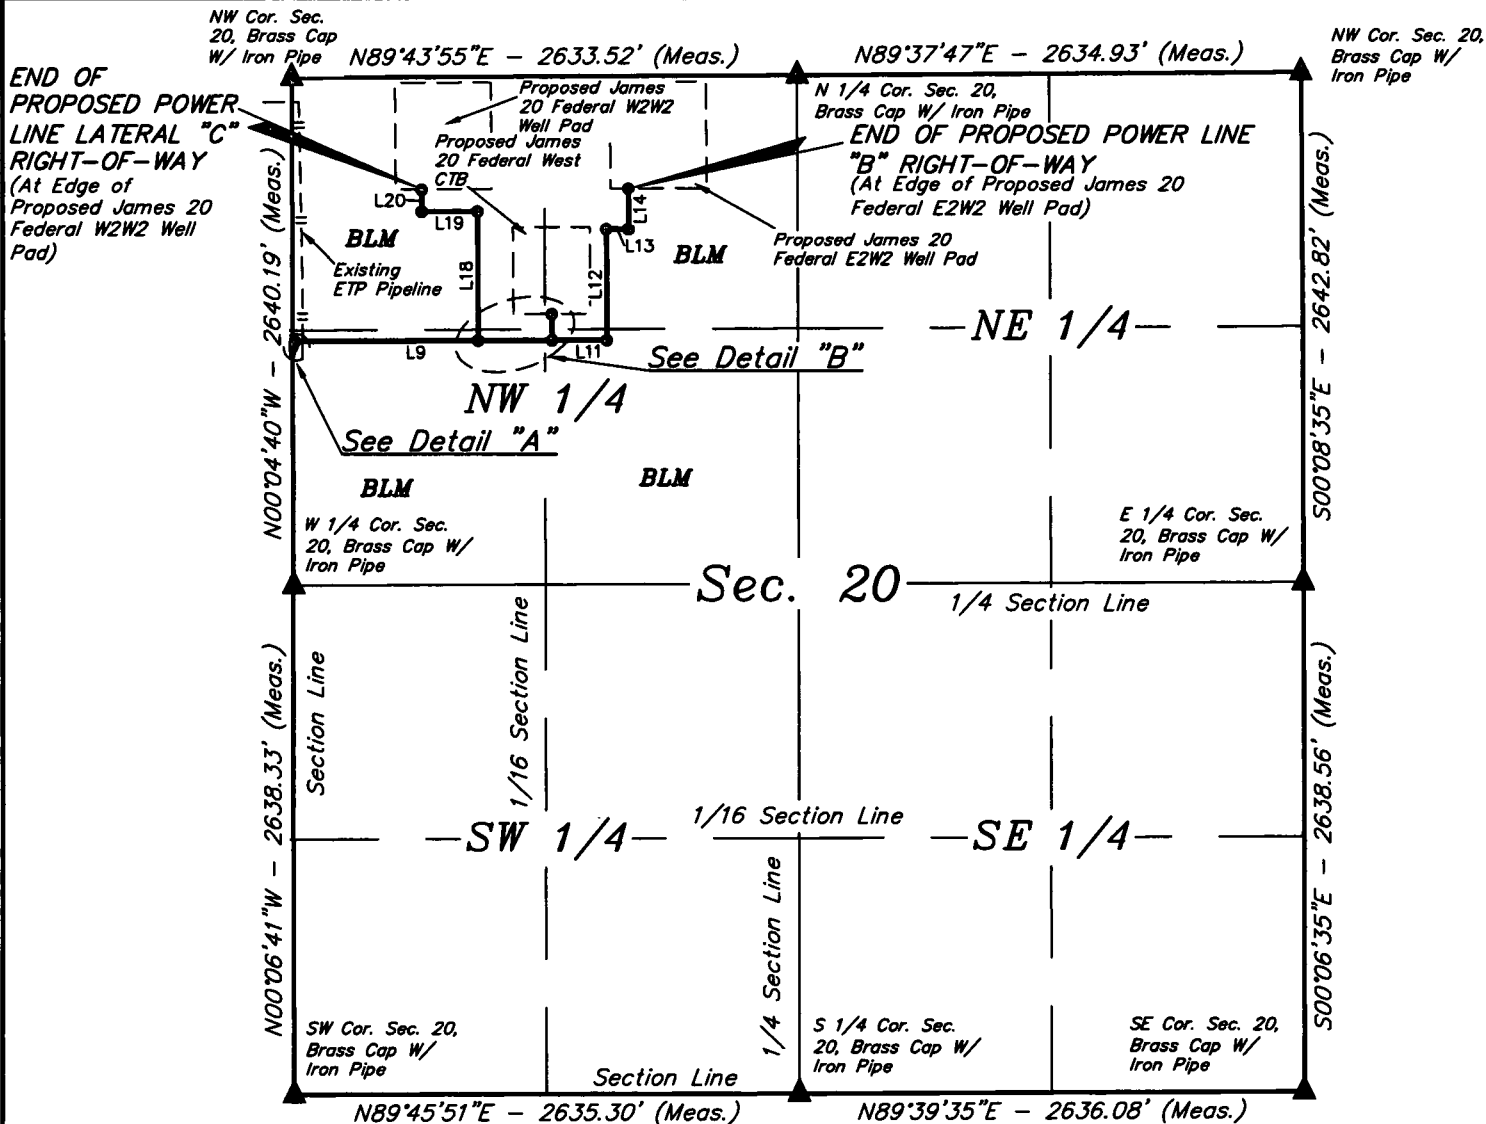 NW Cor. Sec.
20, Brass Cap
W/ Iron Pipe
N89°43'55"E - 2633.52' (Meas.)
N89°37'47"E - 2634.93' (Meas.)
NW Cor. Sec. 20,
Brass Cap W/
Iron Pipe
END OF
PROPOSED POWER
LINE LATERAL "C"
RIGHT-OF-WAY
(At Edge of
Proposed James 20
Federal W2W2 Well
Pad)
Proposed James
20 Federal W2W2
Well Pad
Proposed James
20 Federal West
CTB
N 1/4 Cor. Sec. 20,
Brass Cap W/ Iron Pipe
END OF PROPOSED POWER LINE
"B" RIGHT-OF-WAY
(At Edge of Proposed James 20
Federal E2W2 Well Pad)
Proposed James 20
Federal E2W2 Well Pad
L20
L19
L18
L14
L13
L12
L9
L11
BLM
BLM
Existing
ETP Pipeline
N00°04'40"W - 2640.19' (Meas.)
S00°08'35"E - 2642.82' (Meas.)
NE 1/4
See Detail "B"
NW 1/4
See Detail "A"
BLM
BLM
W 1/4 Cor. Sec.
20, Brass Cap W/
Iron Pipe
E 1/4 Cor. Sec.
20, Brass Cap W/
Iron Pipe
Sec. 20
1/4 Section Line
Section Line
1/16 Section Line
N00°06'41"W - 2638.33' (Meas.)
S00°06'35"E - 2638.56' (Meas.)
SW 1/4
1/16 Section Line
SE 1/4
1/4 Section Line
SW Cor. Sec. 20,
Brass Cap W/
Iron Pipe
S 1/4 Cor. Sec.
20, Brass Cap W/
Iron Pipe
SE Cor. Sec. 20,
Brass Cap W/
Iron Pipe
Section Line
N89°45'51"E - 2635.30' (Meas.)
N89°39'35"E - 2636.08' (Meas.)